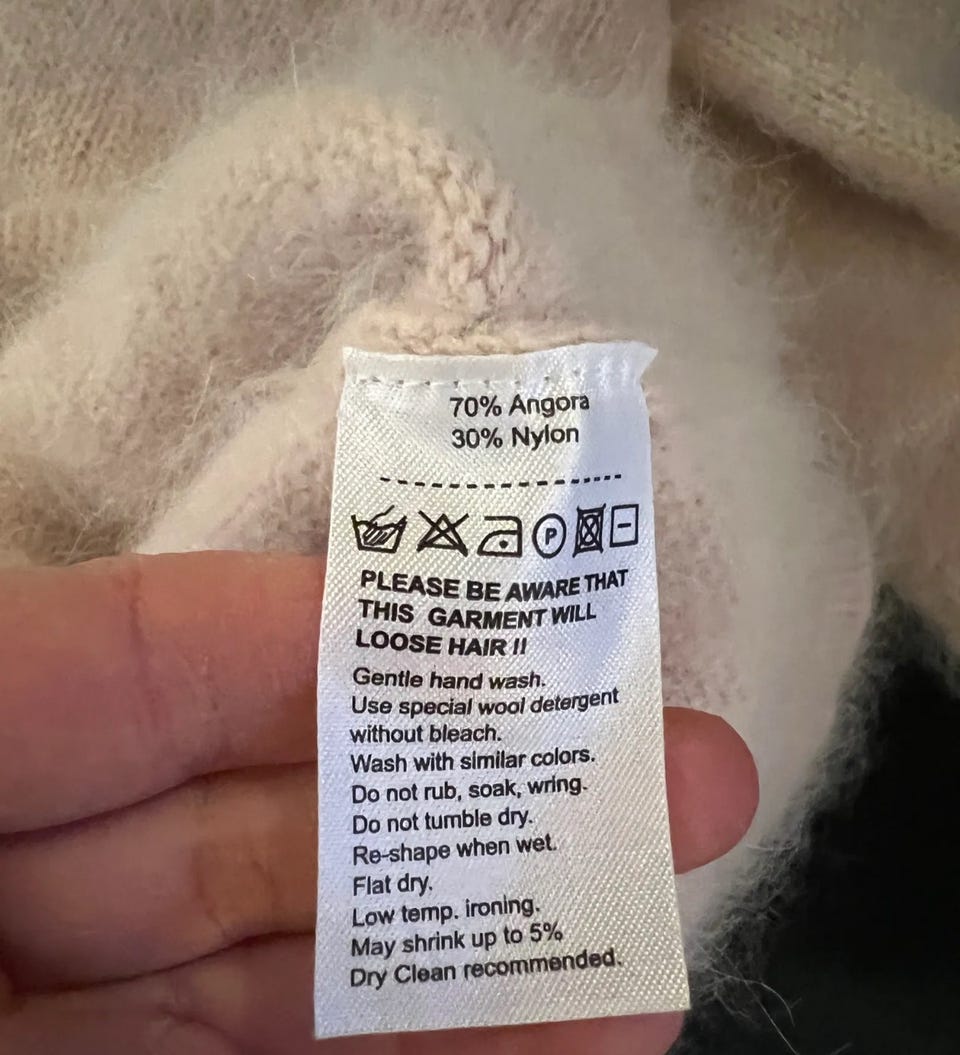 70% Angora
30% Nylon
P
PLEASE BE AWARE THAT
THIS GARMENT WILL
LOOSE HAIR !!
Gentle hand wash.
Use special wool detergent
without bleach.
Wash with similar colors.
Do not rub, soak, wring.
Do not tumble dry.
Re-shape when wet.
Flat dry.
Low temp. ironing.
May shrink up to 5%
Dry Clean recommended.